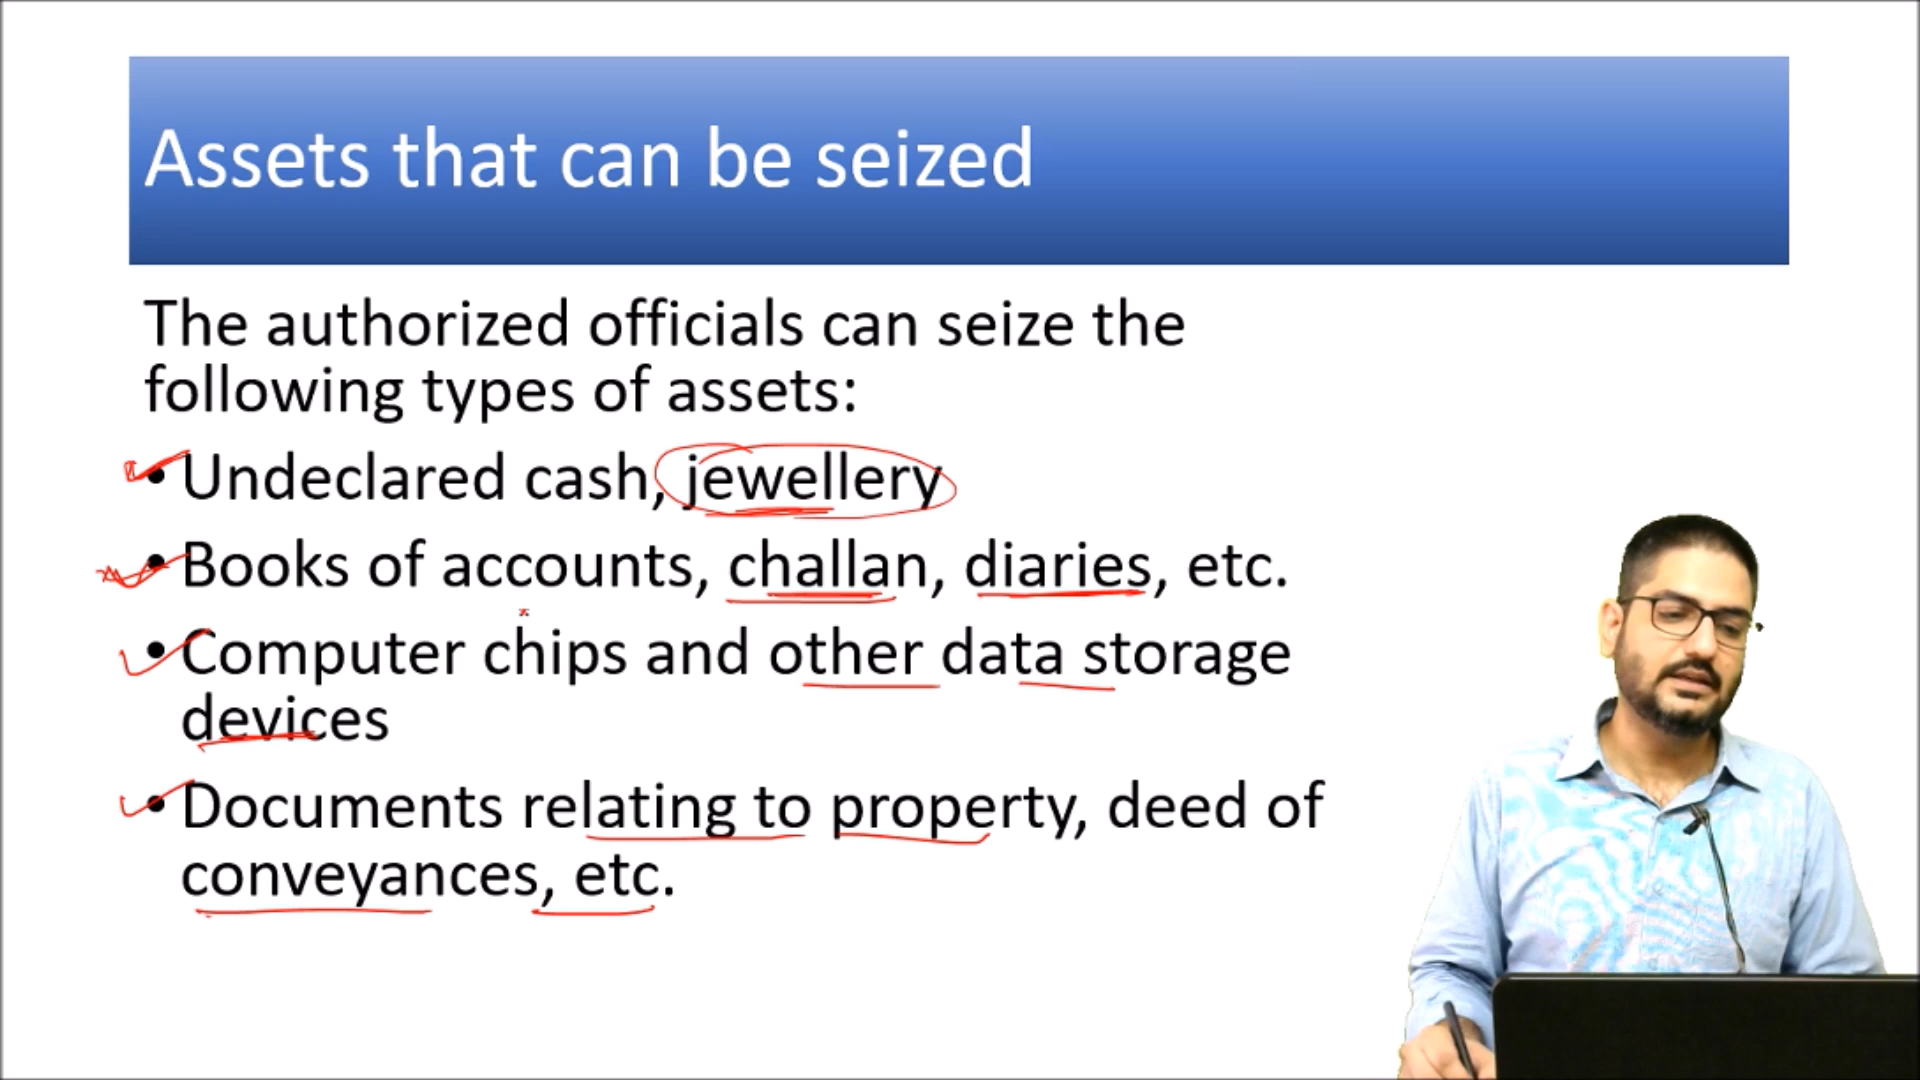 Assets that can be seized
The authorized officials can seize the
following types of assets:
• Undeclared cash, jewellery
• Books of accounts, challan, diaries, etc.
• Computer chips and other data storage
devices
• Documents relating to property, deed of
conveyances, etc.